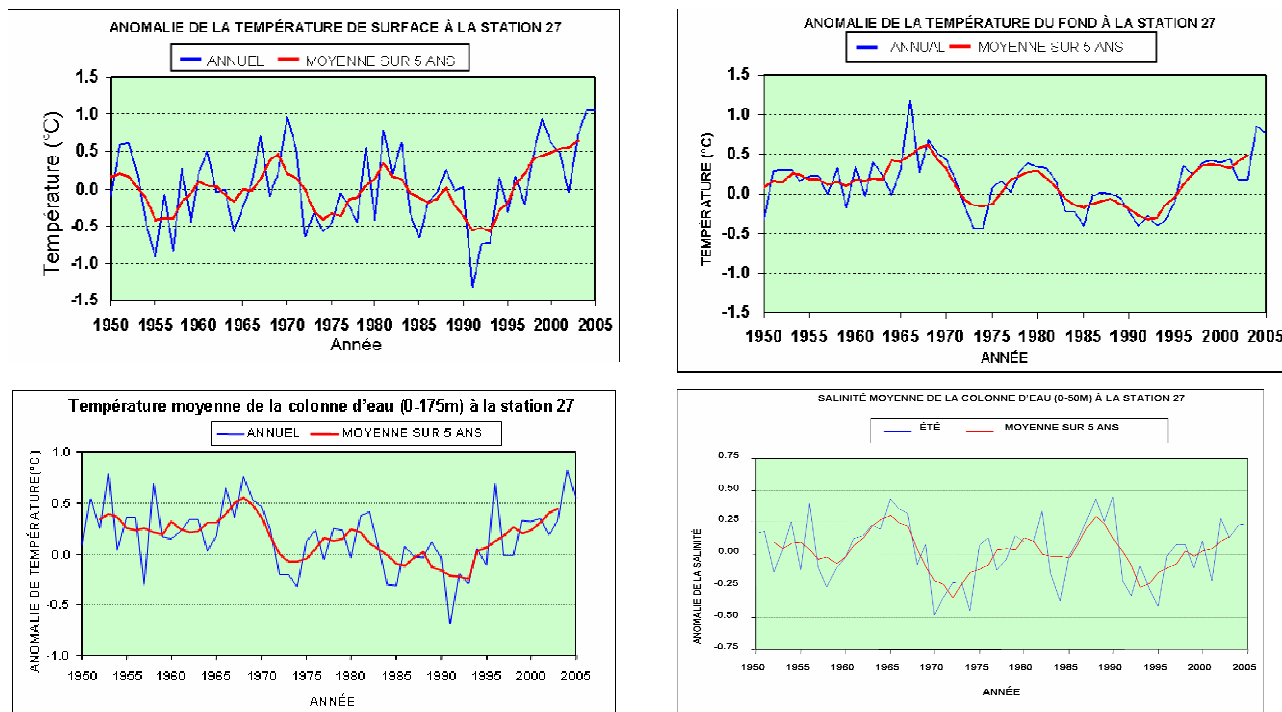 ANOMALIE DE LA TEMPÉRATURE DE SURFACE À LA STATION 27
ANNUEL MOYENNE SUR 5 ANS
Température (°C)
1.5
1.0
0.5
0.0
-0.5
-1.0
-1.5
1950 1955 1960 1965 1970 1975 1980 1985 1990 1995 2000 2005
Année
ANOMALIE DE LA TEMPÉRATURE DU FOND À LA STATION 27
ANNUAL MOYENNE SUR 5 ANS
TEMPÉRATURE (°C)
1.5
1.0
0.5
0.0
-0.5
-1.0
-1.5
1950 1955 1960 1965 1970 1975 1980 1985 1990 1995 2000 2005
ANNÉE
Température moyenne de la colonne d'eau (0-175m) à la station 27
ANNUEL MOYENNE SUR 5 ANS
ANOMALIE DE TEMPÉRATURE(°C)
1.0
0.5
0.0
-0.5
-1.0
1950 1955 1960 1965 1970 1975 1980 1985 1990 1995 2000 2005
ANNÉE
SALINITÉ MOYENNE DE LA COLONNE D'EAU (0-50M) À LA STATION 27
ÉTÉ MOYENNE SUR 5 ANS
ANOMALIE DE LA SALINITÉ
0.75
0.50
0.25
0.00
-0.25
-0.50
0.75
1950 1955 1960 1965 1970 1975 1980 1985 1990 1995 2000 2005
ANNÉE